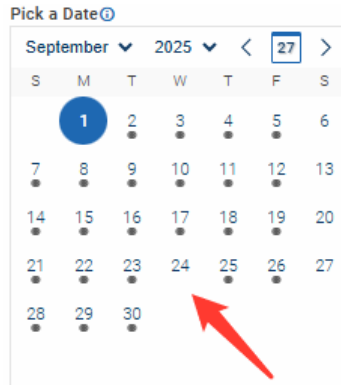 Pick a Date
September 2025 27
S M T W T F S
1 2 3 4 5 6
7 8 9 10 11 12 13
14 15 16 17 18 19 20
21 22 23 24 25 26 27
28 29 30